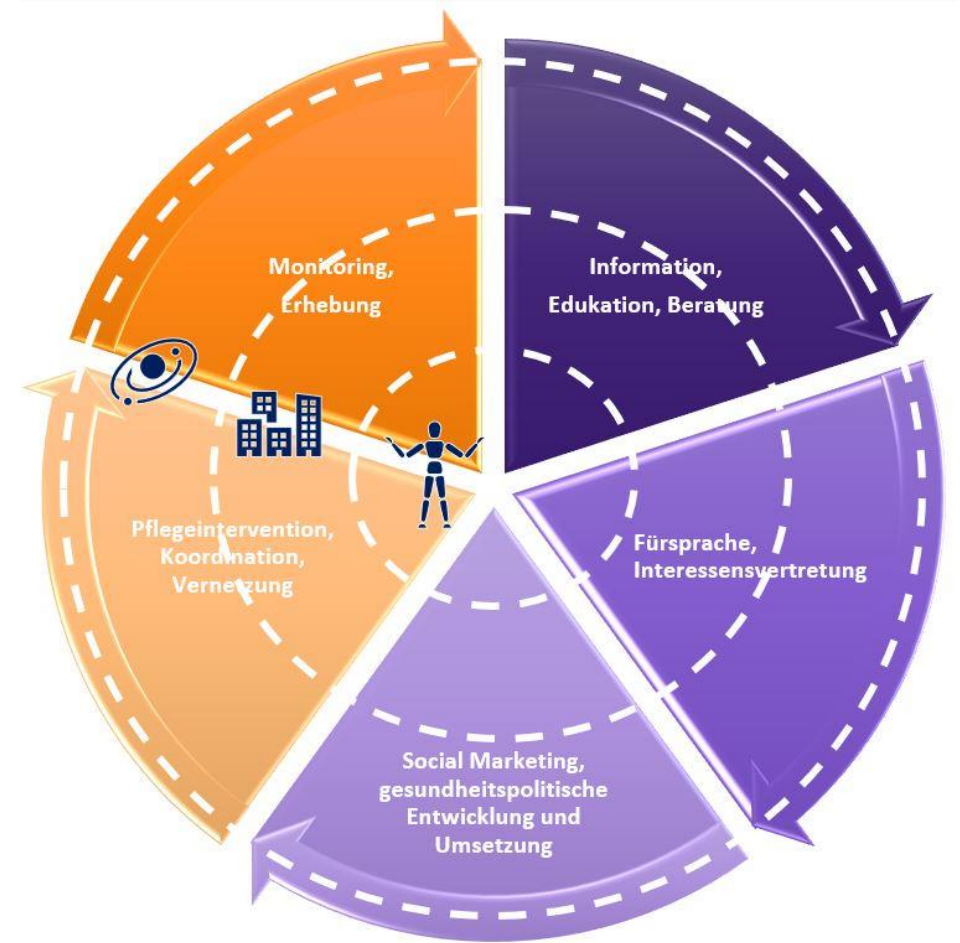 Monitoring,
Erhebung
Information,
Edukation, Beratung
Fürsprache,
Interessensvertretung
Social Marketing,
gesundheitspolitische
Entwicklung und
Umsetzung
Pflegeintervention,
Koordination,
Vernetzung